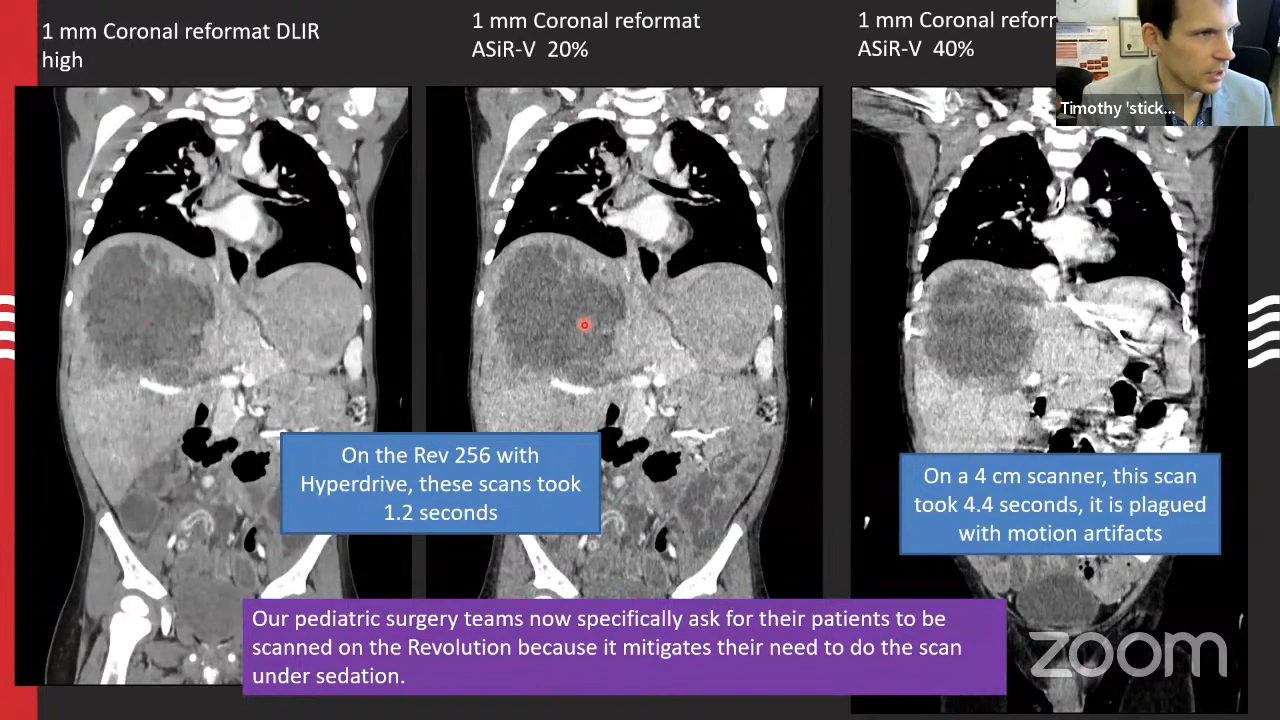 1 mm Coronal reformat DLIR
high
1 mm Coronal reformat
ASiR-V 20%
1 mm Coronal
ASiR-V 40%
Timothy 'stick...
On the Rev 256 with
Hyperdrive, these scans took
1.2 seconds
On a 4 cm scanner, this scan
took 4.4 seconds, it is plagued
with motion artifacts
Our pediatric surgery teams now specifically ask for their patients to be
scanned on the Revolution because it mitigates their need to do the scan
under sedation.
zoom